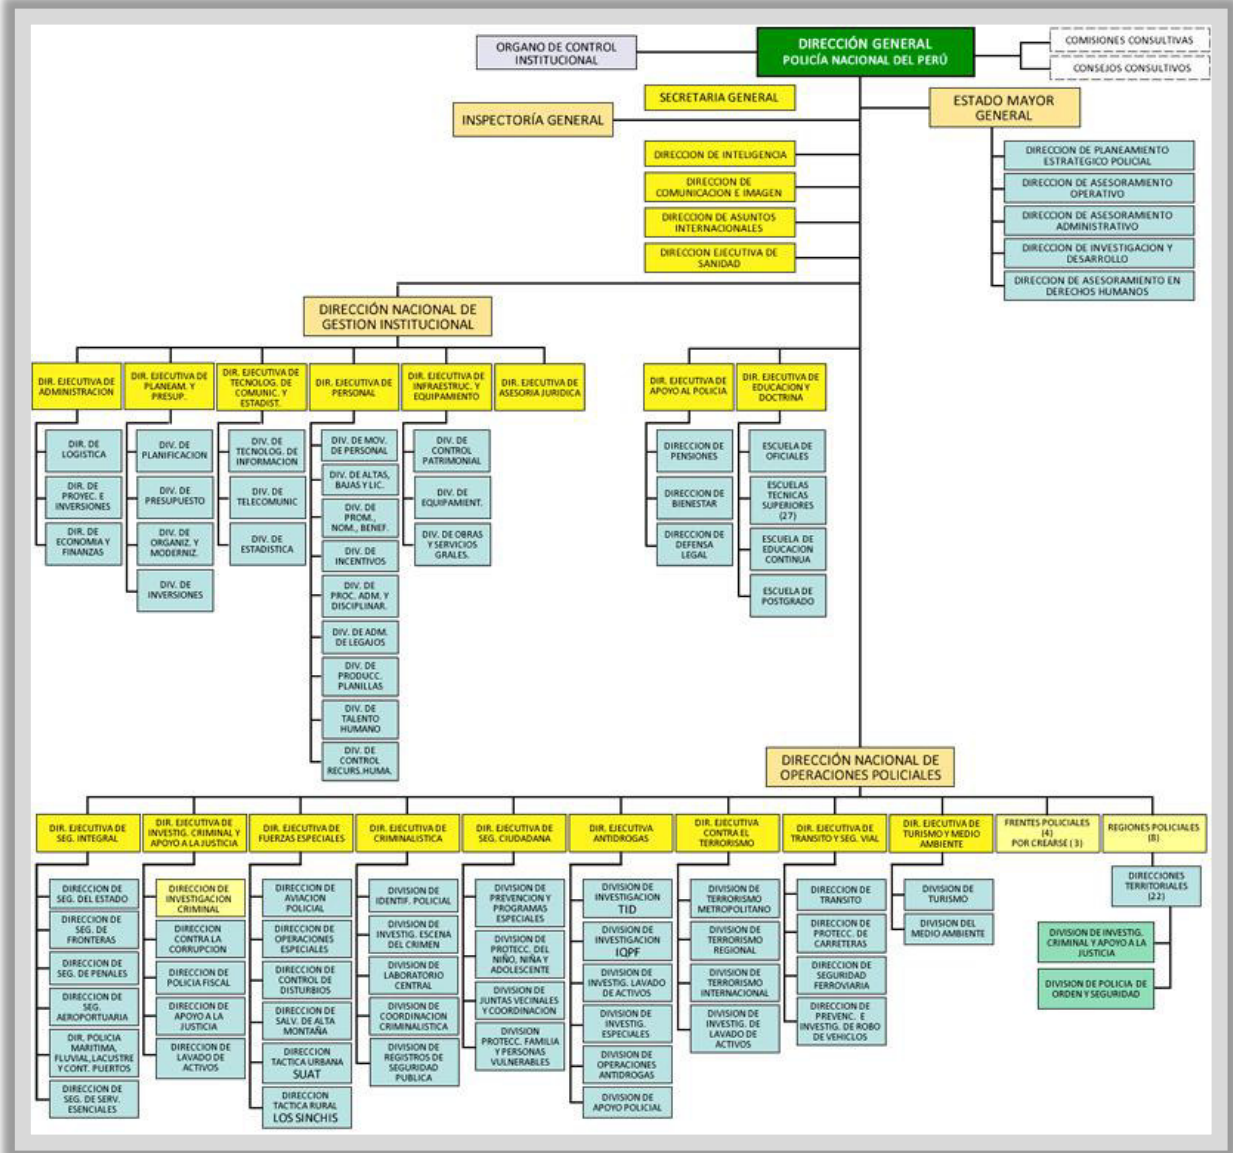 ORGANO DE CONTROL
INSTITUCIONAL
DIRECCIÓN GENERAL
POLICÍA NACIONAL DEL PERÚ
COMISIONES CONSULTIVAS
CONSEJOS CONSULTIVOS
SECRETARIA GENERAL
INSPECTORÍA GENERAL
ESTADO MAYOR
GENERAL
DIRECCION DE INTELIGENCIA
DIRECCION DE
COMUNICACION E IMAGEN
DIRECCION DE ASUNTOS
INTERNACIONALES
DIRECCION EJECUTIVA DE
SANIDAD
DIRECCION DE PLANEAMIENTO
ESTRATEGICO POLICIAL
DIRECCION DE ASESORAMIENTO
OPERATIVO
DIRECCION DE ASESORAMIENTO
ADMINISTRATIVO
DIRECCION DE INVESTIGACION Y
DESARROLLO
DIRECCION DE ASESORAMIENTO EN
DERECHOS HUMANOS
DIRECCIÓN NACIONAL DE
GESTION INSTITUCIONAL
DIR. EJECUTIVA DE
ADMINISTRACION
DIR. DE
LOGISTICA
DIR. DE
PROYEC. E
INVERSIONES
DIR. DE
ECONOMIA Y
FINANZAS
DIR. EJECUTIVA DE
PLANEAM. Y
PRESUP.
DIV. DE
PLANIFICACION
DIV. DE
PRESUPUESTO
DIV. DE
ORGANIZ. Y
MODERNIZ.
DIV. DE
INVERSIONES
DIR. EJECUTIVA DE
TECNOLOG. DE
COMUNIC. Y
ESTADIST.
DIV. DE
TECNOLOG. DE
INFORMACION
DIV. DE
TELECOMUNIC
DIV. DE
ESTADISTICA
DIR. EJECUTIVA DE
PERSONAL
DIV. DE MOV.
DE PERSONAL
DIV. DE ALTAS,
BAJAS Y LIC.
DIV. DE
PROM.,
NOM., BENEF.
DIV. DE
INCENTIVOS
DIV. DE
PROC. ADM. Y
DISCIPLINAR.
DIV. DE ADM.
DE LEGAJOS
DIV. DE
PRODUCC.
PLANILLAS
DIV. DE
TALENTO
HUMANO
DIV. DE
CONTROL
RECURS.HUMA.
DIR. EJECUTIVA DE
INFRAESTRUC. Y
EQUIPAMIENTO
DIV. DE
CONTROL
PATRIMONIAL
DIV. DE
EQUIPAMIENT.
DIV. DE OBRAS
Y SERVICIOS
GRALES.
DIR. EJECUTIVA DE
ASESORIA JURIDICA
DIR. EJECUTIVA DE
APOYO AL POLICIA
DIRECCION DE
PENSIONES
DIRECCION DE
BIENESTAR
DIRECCION DE
DEFENSA
LEGAL
DIR. EJECUTIVA DE
EDUCACION Y
DOCTRINA
ESCUELA DE
OFICIALES
ESCUELAS
TECNICAS
SUPERIORES
(27)
ESCUELA DE
EDUCACION
CONTINUA
ESCUELA DE
POSTGRADO
DIRECCIÓN NACIONAL DE
OPERACIONES POLICIALES
DIR. EJECUTIVA DE
SEG. INTEGRAL
DIRECCION DE
SEG. DEL ESTADO
DIRECCION DE
SEG. DE
FRONTERAS
DIRECCION DE
SEG. DE PENALES
DIRECCION DE
SEG.
AEROPORTUARIA
DIR. POLICIA
MARITIMA,
FLUVIAL,LACUSTRE
Y CONT. PUERTOS
DIRECCION DE
SEG. DE SERV.
ESENCIALES
DIR. EJECUTIVA DE
INVESTIG. CRIMINAL Y
APOYO A LA JUSTICIA
DIRECCION DE
INVESTIGACION
CRIMINAL
DIRECCION
CONTRA LA
CORRUPCION
DIRECCION DE
POLICIA FISCAL
DIRECCION DE
APOYO A LA
JUSTICIA
DIRECCION DE
LAVADO DE
ACTIVOS
DIR. EJECUTIVA DE
FUERZAS ESPECIALES
DIRECCION DE
AVIACION
POLICIAL
DIRECCION DE
OPERACIONES
ESPECIALES
DIRECCION DE
CONTROL DE
DISTURBIOS
DIRECCION DE
SALV. DE ALTA
MONTAÑA
DIRECCION
TACTICA URBANA
SUAT
DIRECCION
TACTICA RURAL
LOS SINCHIS
DIR. EJECUTIVA DE
CRIMINALISTICA
DIVISION DE
IDENTIF. POLICIAL
DIVISION DE
INVESTIG. ESCENA
DEL CRIMEN
DIVISION DE
LABORATORIO
CENTRAL
DIVISION DE
COORDINACION
CRIMINALISTICA
DIVISION DE
REGISTROS DE
SEGURIDAD
PUBLICA
DIR. EJECUTIVA DE
SEG. CIUDADANA
DIVISION DE
PREVENCION Y
PROGRAMAS
ESPECIALES
DIVISION DE
PROTECC. DEL
NIÑO, NIÑA Y
ADOLESCENTE
DIVISION DE
JUNTAS VECINALES
Y COORDINACION
DIVISION
PROTECC. FAMILIA
Y PERSONAS
VULNERABLES
DIR. EJECUTIVA
ANTIDROGAS
DIVISION DE
INVESTIGACION
TID
DIVISION DE
INVESTIGACION
IQPF
DIVISION DE
INVESTIG. LAVADO
DE ACTIVOS
DIVISION DE
INVESTIG.
ESPECIALES
DIVISION DE
OPERACIONES
ANTIDROGAS
DIVISION DE
APOYO POLICIAL
DIR. EJECUTIVA
CONTRA EL
TERRORISMO
DIVISION DE
TERRORISMO
METROPOLITANO
DIVISION DE
TERRORISMO
REGIONAL
DIVISION DE
TERRORISMO
INTERNACIONAL
DIVISION DE
INVESTIG. DE
LAVADO DE
ACTIVOS
DIR. EJECUTIVA DE
TRANSITO Y SEG. VIAL
DIRECCION DE
TRANSITO
DIRECCION DE
PROTECC. DE
CARRETERAS
DIRECCION DE
SEGURIDAD
FERROVIARIA
DIRECCION DE
PREVENC. E
INVESTIG. DE ROBO
DE VEHICLOS
DIR. EJECUTIVA DE
TURISMO Y MEDIO
AMBIENTE
DIVISION DE
TURISMO
DIVISION DEL
MEDIO AMBIENTE
FRENTES POLICIALES
(4)
POR CREARSE ( 3 )
REGIONES POLICIALES
(8)
DIRECCIONES
TERRITORIALES
(22)
DIVISION DE INVESTIG.
CRIMINAL Y APOYO A LA
JUSTICIA
DIVISION DE POLICIA DE
ORDEN Y SEGURIDAD